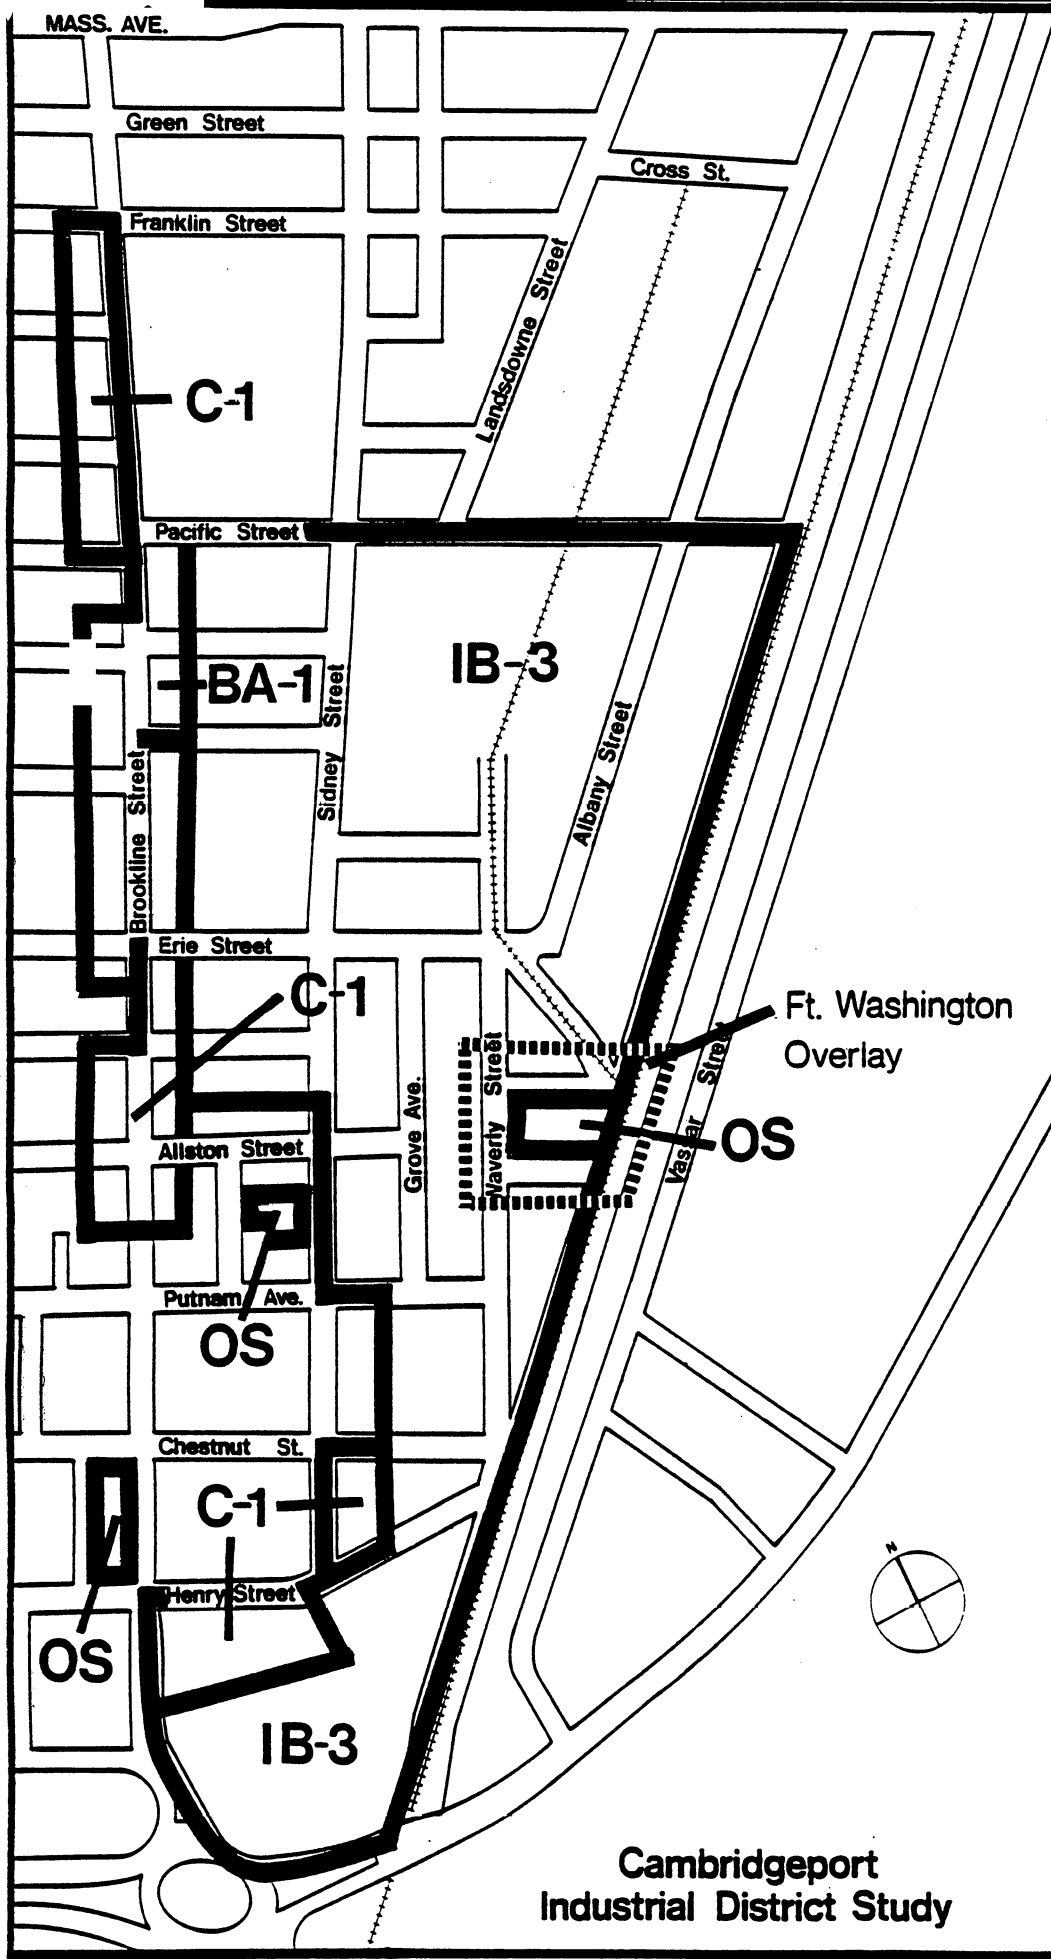 MASS. AVE.
Green Street
Cross St.
Franklin Street
Landsdowne Street
C-1
Pacific Street
IB-3
BA-1
Sidney Street
Albany Street
Brookline Street
Erie Street
C-1
Ft. Washington
Overlay
Waverly Street
Vassar Street
Grove Ave.
OS
Allston Street
Putnam Ave.
OS
Chestnut St.
C-1
Henry Street
N
OS
IB-3
Cambridgeport
Industrial District Study